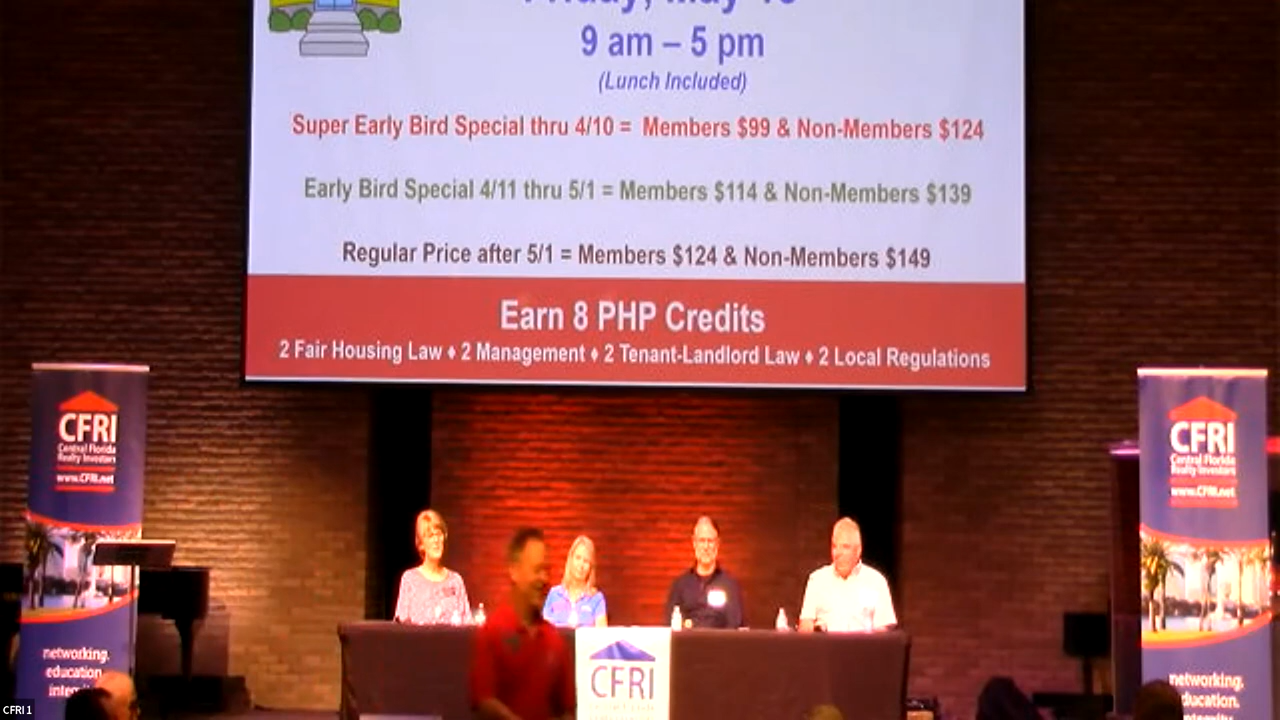 9 am – 5 pm
(Lunch Included)
Super Early Bird Special thru 4/10 = Members $99 & Non-Members $124
Early Bird Special 4/11 thru 5/1 = Members $114 & Non-Members $139
Regular Price after 5/1 = Members $124 & Non-Members $149
Earn 8 PHP Credits
2 Fair Housing Law ♦ 2 Management ♦ 2 Tenant-Landlord Law ♦ 2 Local Regulations
CFRI
Central Florida
Realty Investors
www.CFRI.net
networking.
education
CFRI
Central Florida
Realty Investors
www.CFRI.net
networking.
CFRI
CFRI 1